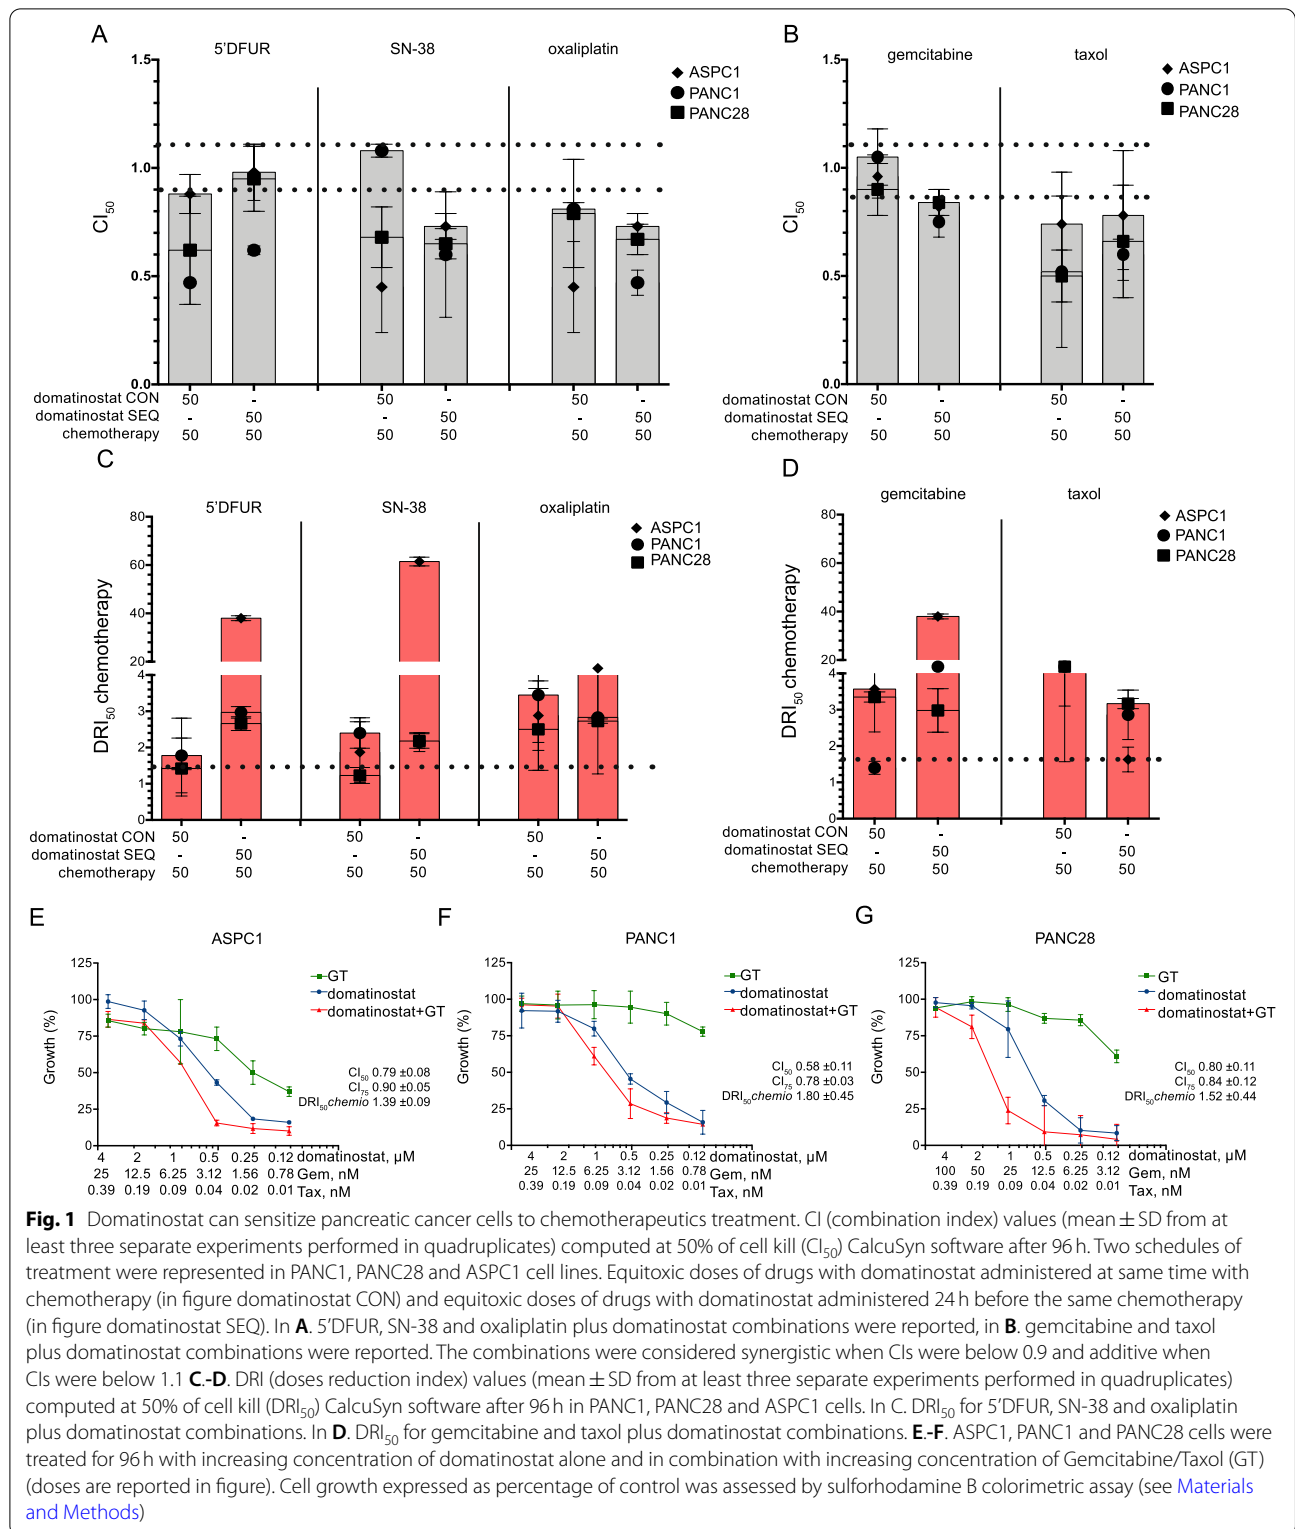 A
5'DFUR SN-38 oxaliplatin
ASPC1
PANC1
PANC28
CI50
1.5
1.0
0.5
0.0
domatinostat CON 50 - 50 - 50 -
domatinostat SEQ - 50 - 50 - 50
chemotherapy 50 50 50 50 50 50
B
gemcitabine taxol
ASPC1
PANC1
PANC28
CI50
1.5
1.0
0.5
0.0
domatinostat CON 50 - 50 -
domatinostat SEQ - 50 - 50
chemotherapy 50 50 50 50
C
5'DFUR SN-38 oxaliplatin
ASPC1
PANC1
PANC28
DRI50 chemotherapy
80
60
40
20
4
3
2
1
0
domatinostat CON 50 - 50 - 50 -
domatinostat SEQ - 50 - 50 - 50
chemotherapy 50 50 50 50 50 50
D
gemcitabine taxol
ASPC1
PANC1
PANC28
DRI50 chemotherapy
80
60
40
20
4
3
2
1
0
domatinostat CON 50 - 50 -
domatinostat SEQ - 50 - 50
chemotherapy 50 50 50 50
E
ASPC1
GT
domatinostat
domatinostat+GT
Growth (%)
125
100
75
50
25
0
CI50 0.79 ±0.08
CI75 0.90 ±0.05
DRI50chemio 1.39 ±0.09
4 2 1 0.5 0.25 0.12 domatinostat, µM
25 12.5 6.25 3.12 1.56 0.78 Gem, nM
0.39 0.19 0.09 0.04 0.02 0.01 Tax, nM
F
PANC1
GT
domatinostat
domatinostat+GT
Growth (%)
125
100
75
50
25
0
CI50 0.58 ±0.11
CI75 0.78 ±0.03
DRI50chemio 1.80 ±0.45
4 2 1 0.5 0.25 0.12 domatinostat, µM
25 12.5 6.25 3.12 1.56 0.78 Gem, nM
0.39 0.19 0.09 0.04 0.02 0.01 Tax, nM
G
PANC28
GT
domatinostat
domatinostat+GT
Growth (%)
125
100
75
50
25
0
CI50 0.80 ±0.11
CI75 0.84 ±0.12
DRI50chemio 1.52 ±0.44
4 2 1 0.5 0.25 0.12 domatinostat, µM
100 50 25 12.5 6.25 3.12 Gem, nM
0.39 0.19 0.09 0.04 0.02 0.01 Tax, nM
Fig. 1 Domatinostat can sensitize pancreatic cancer cells to chemotherapeutics treatment. CI (combination index) values (mean ± SD from at
least three separate experiments performed in quadruplicates) computed at 50% of cell kill (CI50) CalcuSyn software after 96 h. Two schedules of
treatment were represented in PANC1, PANC28 and ASPC1 cell lines. Equitoxic doses of drugs with domatinostat administered at same time with
chemotherapy (in figure domatinostat CON) and equitoxic doses of drugs with domatinostat administered 24 h before the same chemotherapy
(in figure domatinostat SEQ). In A. 5'DFUR, SN-38 and oxaliplatin plus domatinostat combinations were reported, in B. gemcitabine and taxol
plus domatinostat combinations were reported. The combinations were considered synergistic when CIs were below 0.9 and additive when
CIs were below 1.1 C.-D. DRI (doses reduction index) values (mean ± SD from at least three separate experiments performed in quadruplicates)
computed at 50% of cell kill (DRI50) CalcuSyn software after 96 h in PANC1, PANC28 and ASPC1 cells. In C. DRI50 for 5'DFUR, SN-38 and oxaliplatin
plus domatinostat combinations. In D. DRI50 for gemcitabine and taxol plus domatinostat combinations. E.-F. ASPC1, PANC1 and PANC28 cells were
treated for 96 h with increasing concentration of domatinostat alone and in combination with increasing concentration of Gemcitabine/Taxol (GT)
(doses are reported in figure). Cell growth expressed as percentage of control was assessed by sulforhodamine B colorimetric assay (see Materials
and Methods)